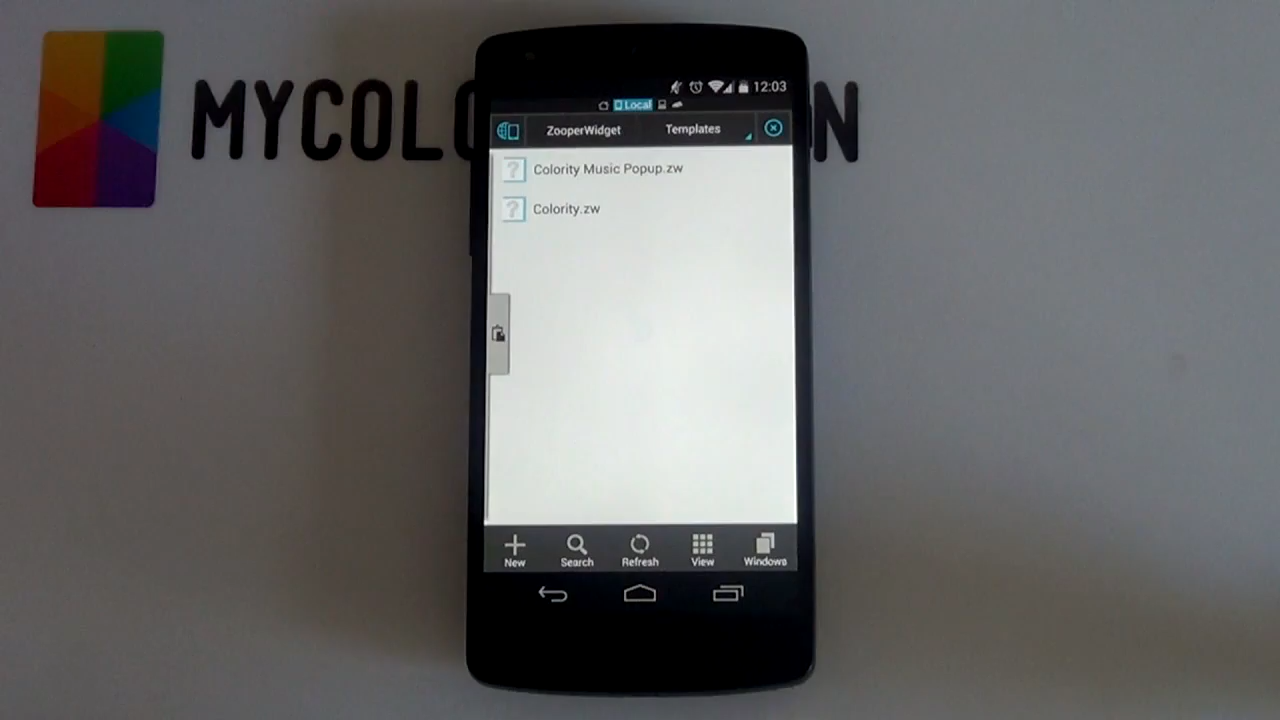 MYCOLO
N
12:03
Local
ZooperWidget
Templates
? Colority Music Popup.zw
? Colority.zw
New
Search
Refresh
View
Windows